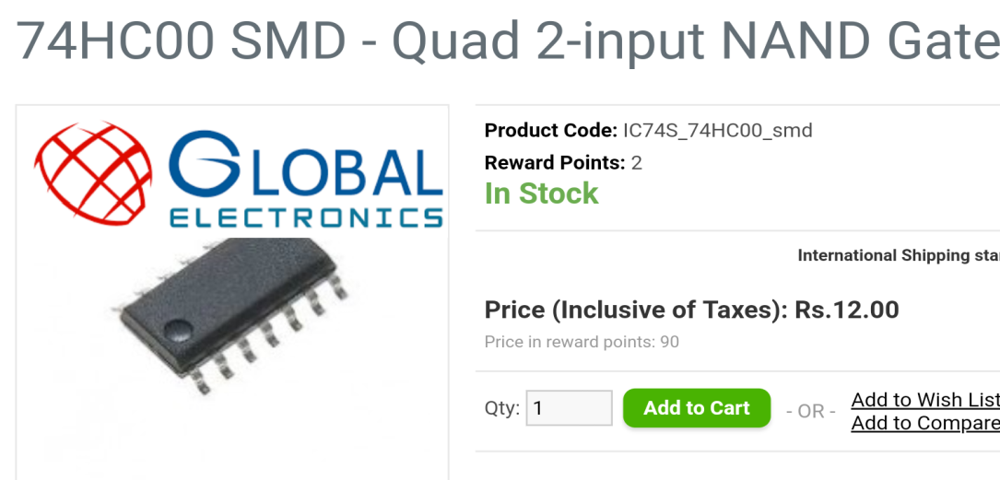 74HC00 SMD - Quad 2-input NAND Gate
GLOBAL
ELECTRONICS
Product Code: IC74S_74HC00_smd
Reward Points: 2
In Stock
International Shipping sta
Price (Inclusive of Taxes): Rs.12.00
Price in reward points: 90
Qty: 1 Add to Cart - OR - Add to Wish List
Add to Compare